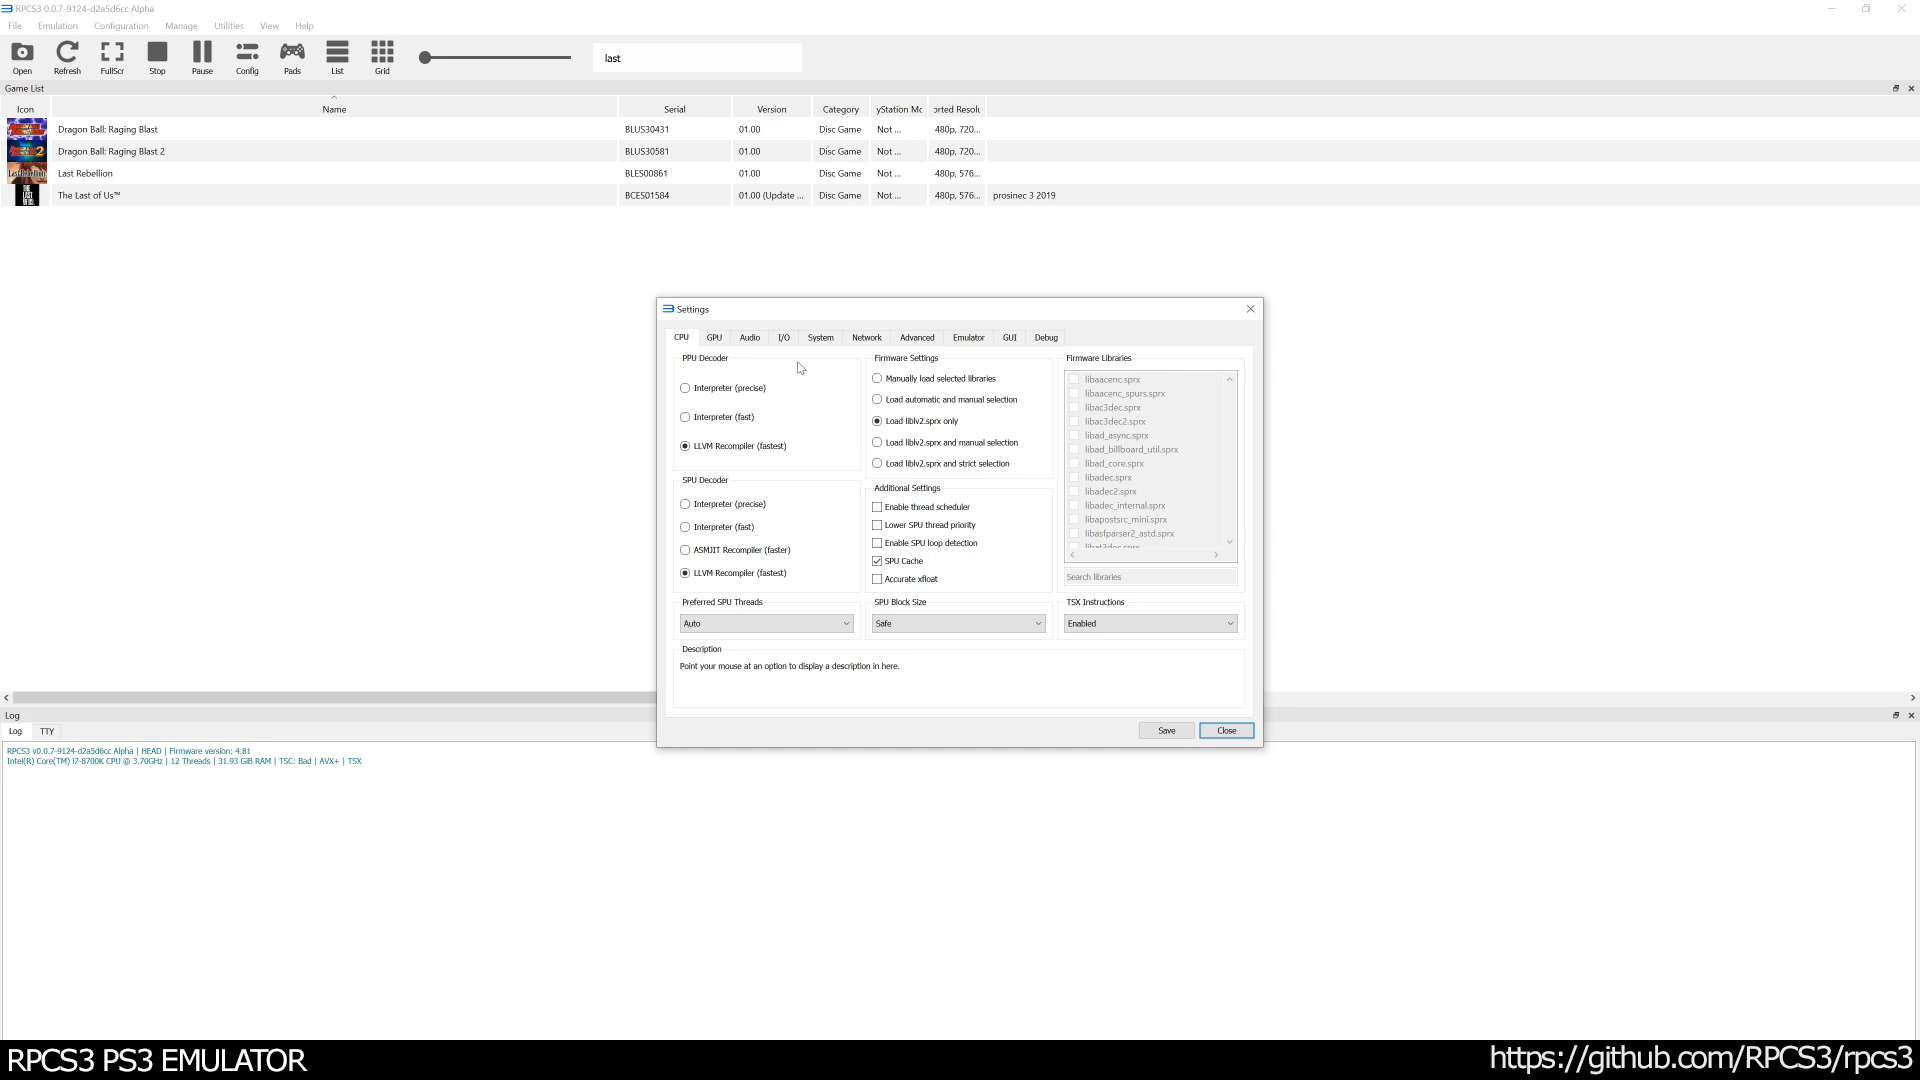 RPCS3 0.0.7-9124-d2a5d6cc Alpha
File Emulation Configuration Manage Utilities View Help
Open Refresh FullScr Stop Pause Config Pads List Grid last
Game List
Icon Name Serial Version Category yStation Mc orted Resolu
Dragon Ball: Raging Blast BLUS30431 01.00 Disc Game Not ... 480p, 720...
Dragon Ball: Raging Blast 2 BLUS30581 01.00 Disc Game Not ... 480p, 720...
Last Rebellion BLES00861 01.00 Disc Game Not ... 480p, 576...
The Last of Us™ BCES01584 01.00 (Update ... Disc Game Not ... 480p, 576... prosinec 3 2019
Settings
CPU GPU Audio I/O System Network Advanced Emulator GUI Debug
PPU Decoder
Interpreter (precise)
Interpreter (fast)
LLVM Recompiler (fastest)
SPU Decoder
Interpreter (precise)
Interpreter (fast)
ASMJIT Recompiler (faster)
LLVM Recompiler (fastest)
Firmware Settings
Manually load selected libraries
Load automatic and manual selection
Load liblv2.sprx only
Load liblv2.sprx and manual selection
Load liblv2.sprx and strict selection
Additional Settings
Enable thread scheduler
Lower SPU thread priority
Enable SPU loop detection
SPU Cache
Accurate xfloat
Firmware Libraries
libaacenc.sprx
libaacenc_spurs.sprx
libac3dec.sprx
libac3dec2.sprx
libad_async.sprx
libad_billboard_util.sprx
libad_core.sprx
libadec.sprx
libadec2.sprx
libadec_internal.sprx
libapostsrc_mini.sprx
libasfparser2_astd.sprx
libat3dec.sprx
Search libraries
Preferred SPU Threads
Auto
SPU Block Size
Safe
TSX Instructions
Enabled
Description
Point your mouse at an option to display a description in here.
Save Close
Log
Log TTY
RPCS3 v0.0.7-9124-d2a5d6cc Alpha | HEAD | Firmware version: 4.81
Intel(R) Core(TM) i7-8700K CPU @ 3.70GHz | 12 Threads | 31.93 GiB RAM | TSC: Bad | AVX+ | TSX
RPCS3 PS3 EMULATOR
https://github.com/RPCS3/rpcs3